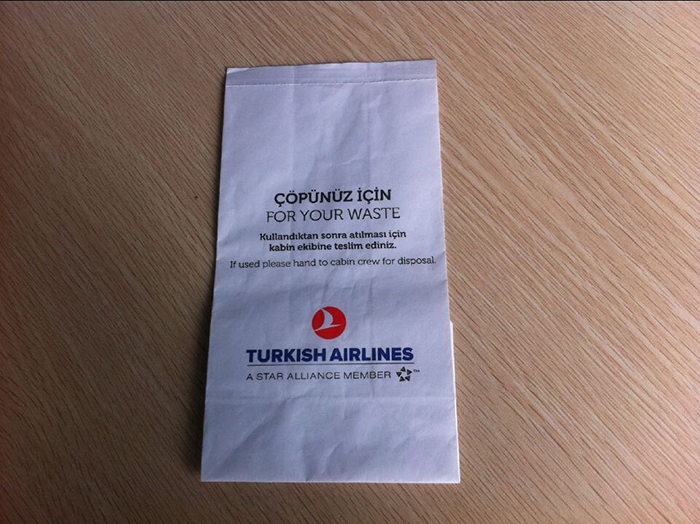 ÇÖPÜNÜZ İÇİN
FOR YOUR WASTE
Kullandıktan sonra atılması için
kabin ekibine teslim ediniz.
If used please hand to cabin crew for disposal.
TURKISH AIRLINES
A STAR ALLIANCE MEMBER ™